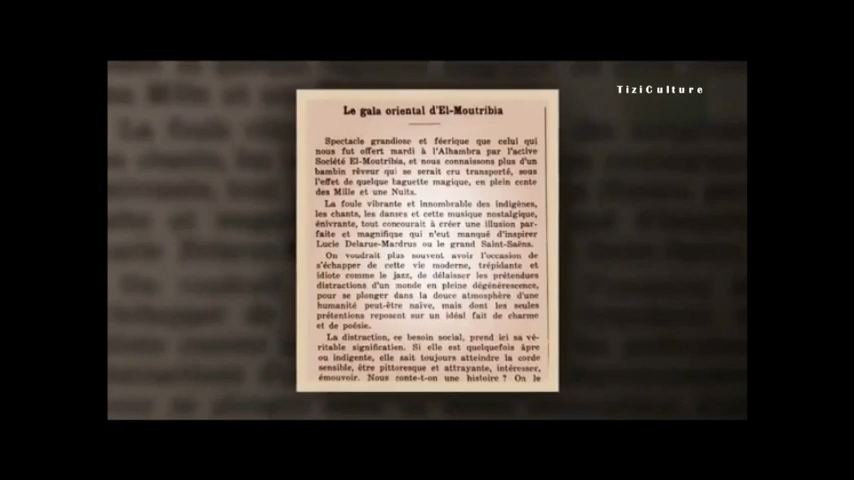 TiziCulture
Le gala oriental d'El-Moutribia
Spectacle grandiose et féerique que celui qui
nous fut offert mardi à l'Alhambra par l'active
Société El-Moutribia, et nous connaissons plus d'un
bambin rêveur qui se serait cru transporté, sous
l'effet de quelque baguette magique, en plein conte
des Mille et une Nuits.
La foule vibrante et innombrable des indigènes,
les chants, les danses et cette musique nostalgique,
énivrante, tout concourait à créer une illusion par-
faite et magnifique qui n'eut manqué d'inspirer
Lucie Delarue-Mardrus ou le grand Saint-Saëns.
On voudrait plus souvent avoir l'occasion de
s'échapper de cette vie moderne, trépidante et
idiote comme le jazz, de délaisser les prétendues
distractions d'un monde en pleine dégénérescence,
pour se plonger dans la douce atmosphère d'une
humanité peut-être naïve, mais dont les seules
prétentions reposent sur un idéal fait de charme
et de poésie.
La distraction, ce besoin social, prend ici sa vé-
ritable signification. Si elle est quelquefois âpre
ou indigente, elle sait toujours atteindre la corde
sensible, être pittoresque et attrayante, intéresser,
émouvoir. Nous conte-t-on une histoire ? On le